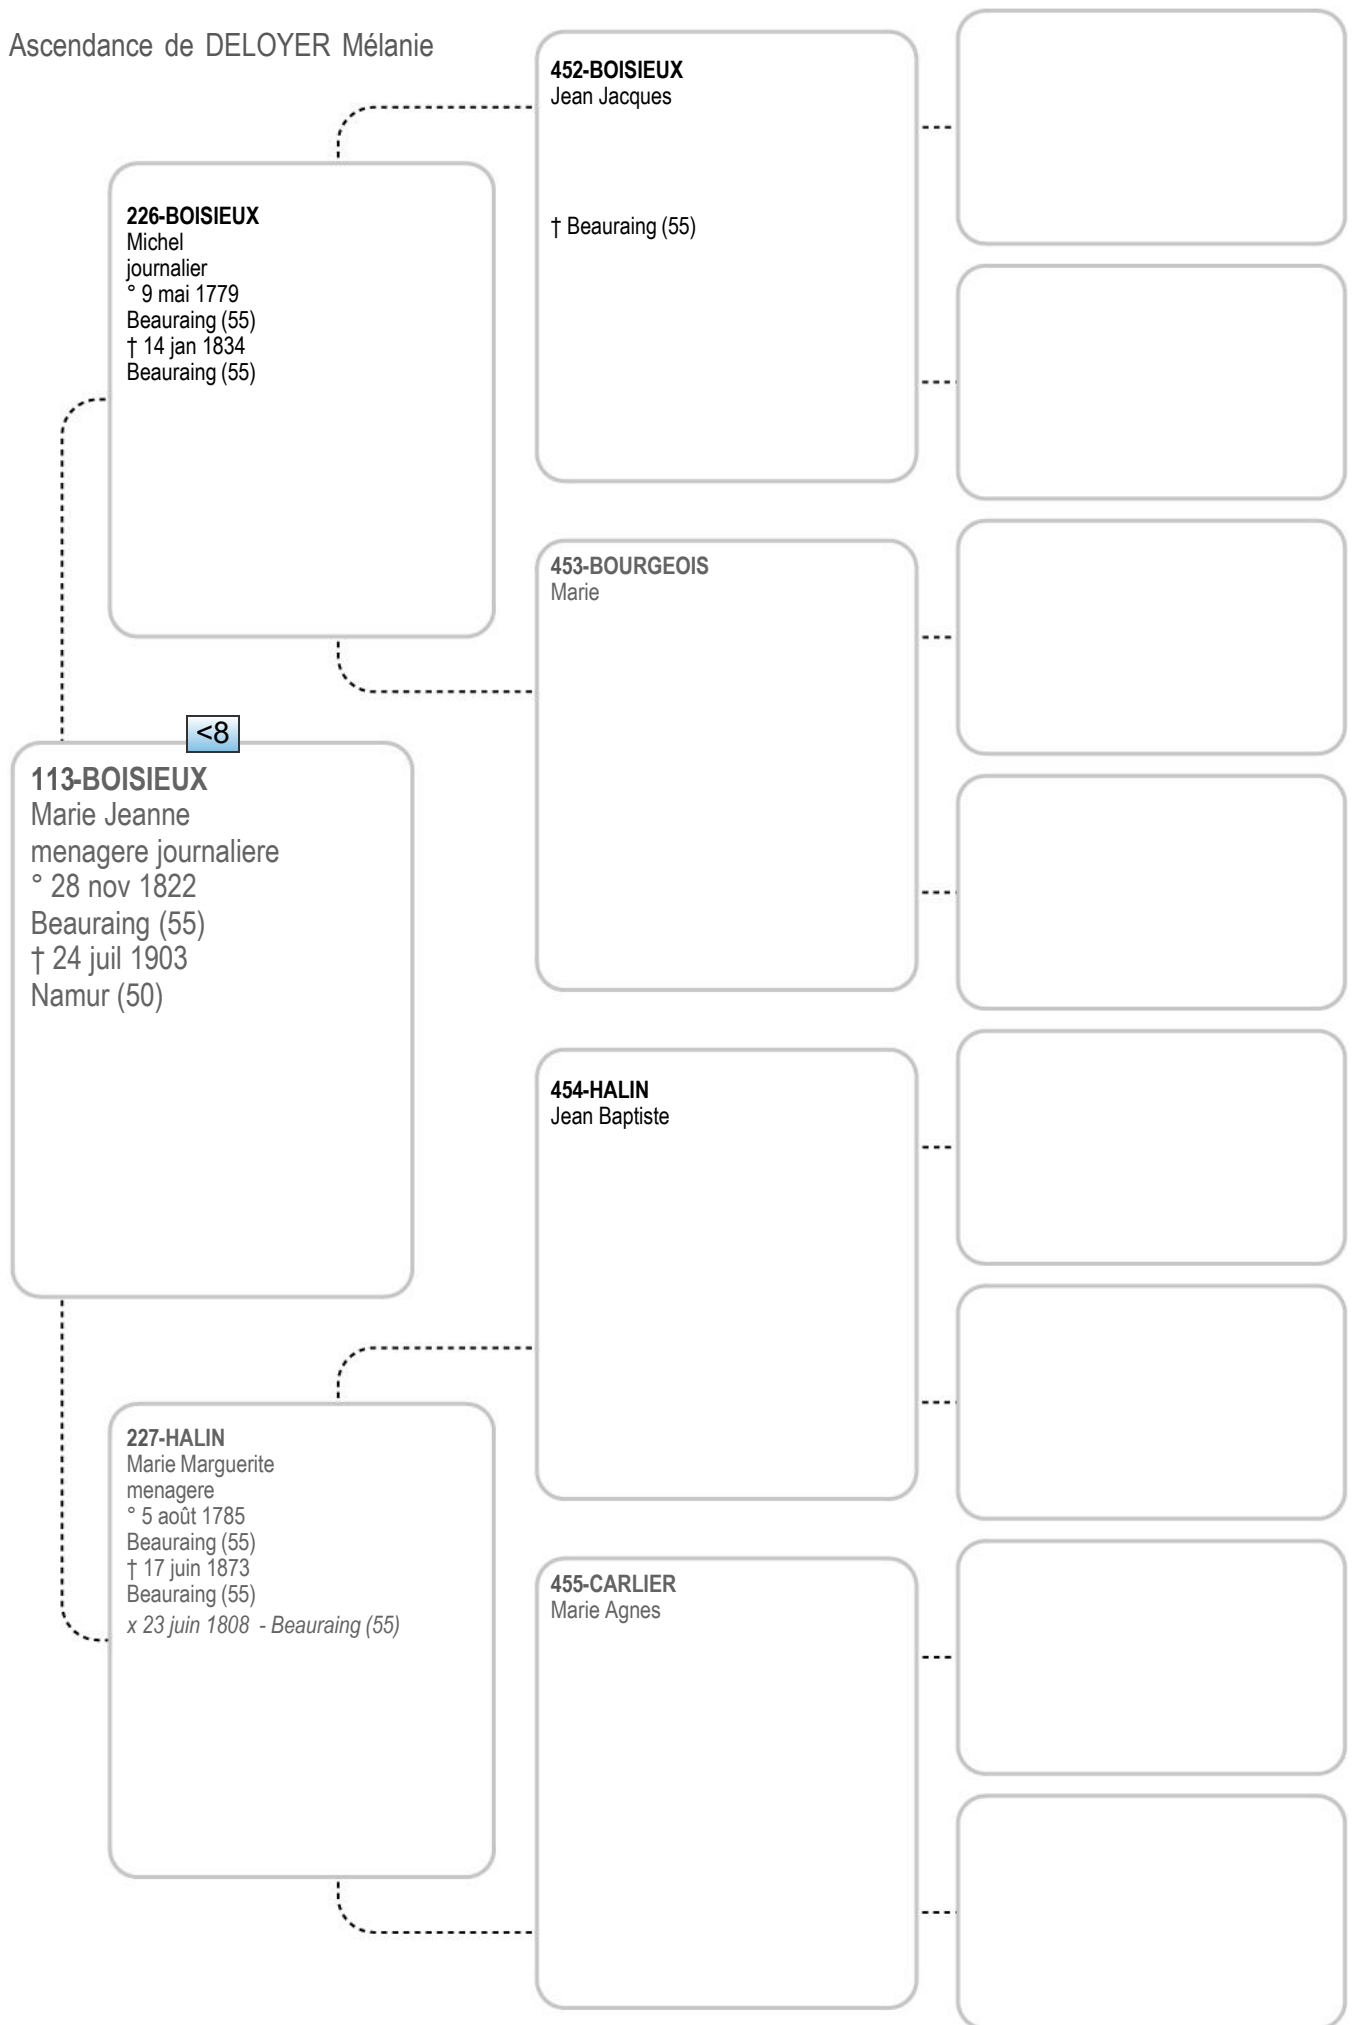 Ascendance de DELOYER Mélanie
452-BOISIEUX
Jean Jacques
† Beauraing (55)
226-BOISIEUX
Michel
journalier
° 9 mai 1779
Beauraing (55)
† 14 jan 1834
Beauraing (55)
453-BOURGEOIS
Marie
<8
113-BOISIEUX
Marie Jeanne
menagere journaliere
° 28 nov 1822
Beauraing (55)
† 24 juil 1903
Namur (50)
454-HALIN
Jean Baptiste
227-HALIN
Marie Marguerite
menagere
° 5 août 1785
Beauraing (55)
† 17 juin 1873
Beauraing (55)
x 23 juin 1808 - Beauraing (55)
455-CARLIER
Marie Agnes